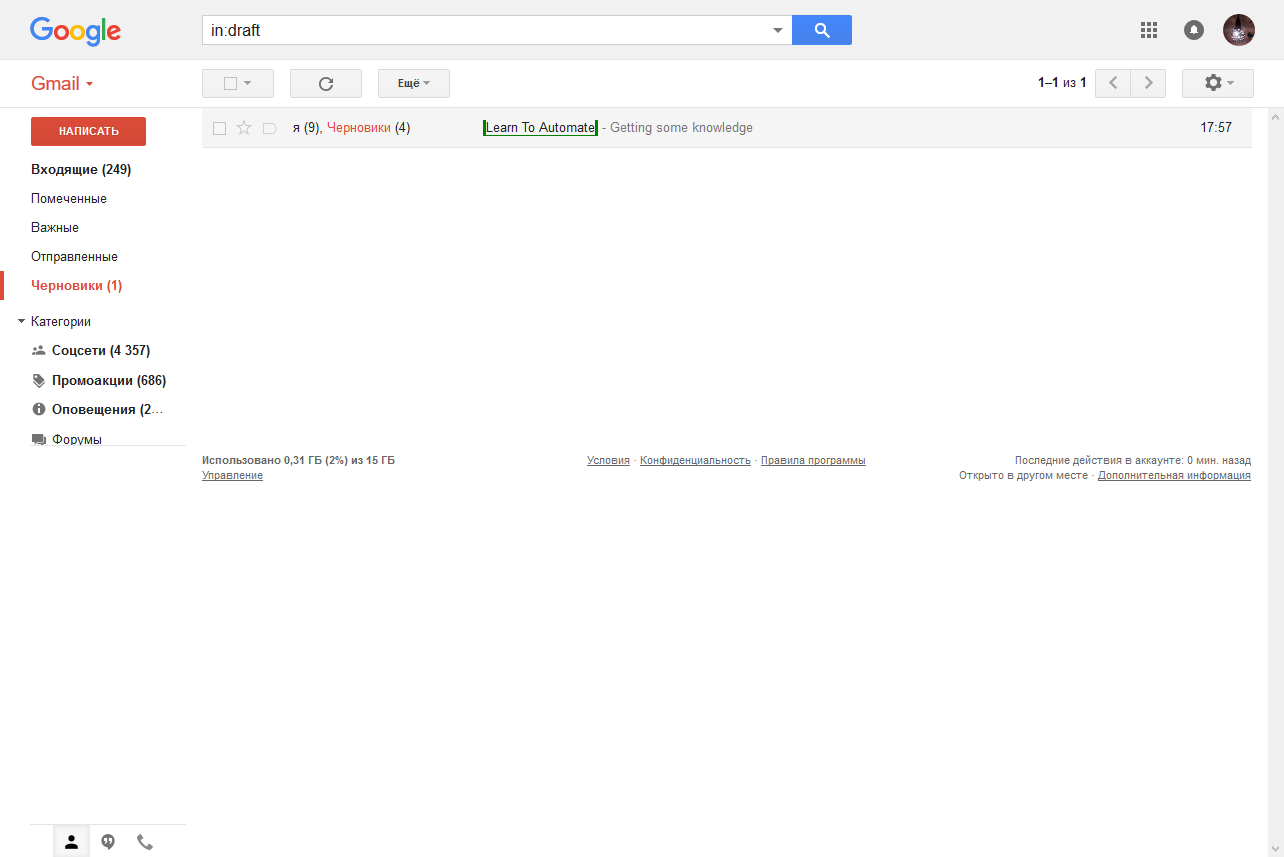 Google
in:draft
Gmail
Ещё
1–1 из 1
НАПИСАТЬ
я (9), Черновики (4) Learn To Automate - Getting some knowledge 17:57
Входящие (249)
Помеченные
Важные
Отправленные
Черновики (1)
Категории
Соцсети (4 357)
Промоакции (686)
Оповещения (2...
Форумы
Использовано 0,31 ГБ (2%) из 15 ГБ
Управление
Условия · Конфиденциальность · Правила программы
Последние действия в аккаунте: 0 мин. назад
Открыто в другом месте · Дополнительная информация